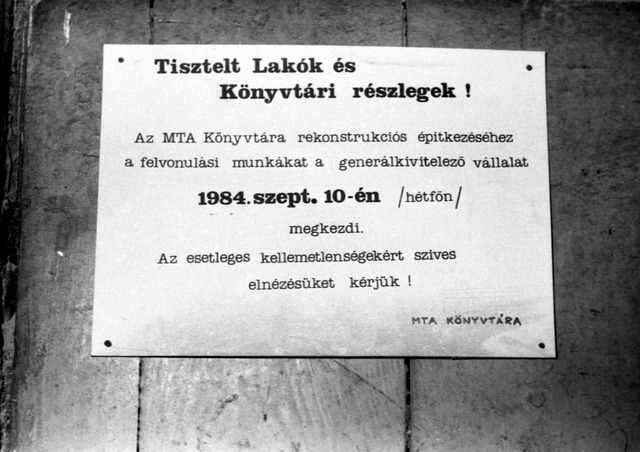 Tisztelt Lakók és
Könyvtári részlegek !
Az MTA Könyvtára rekonstrukciós épitkezéséhez
a felvonulási munkákat a generálkivitelező vállalat
1984. szept. 10-én /hétfőn/
megkezdi.
Az esetleges kellemetlenségekért szives
elnézésüket kérjük !
MTA KÖNYVTÁRA